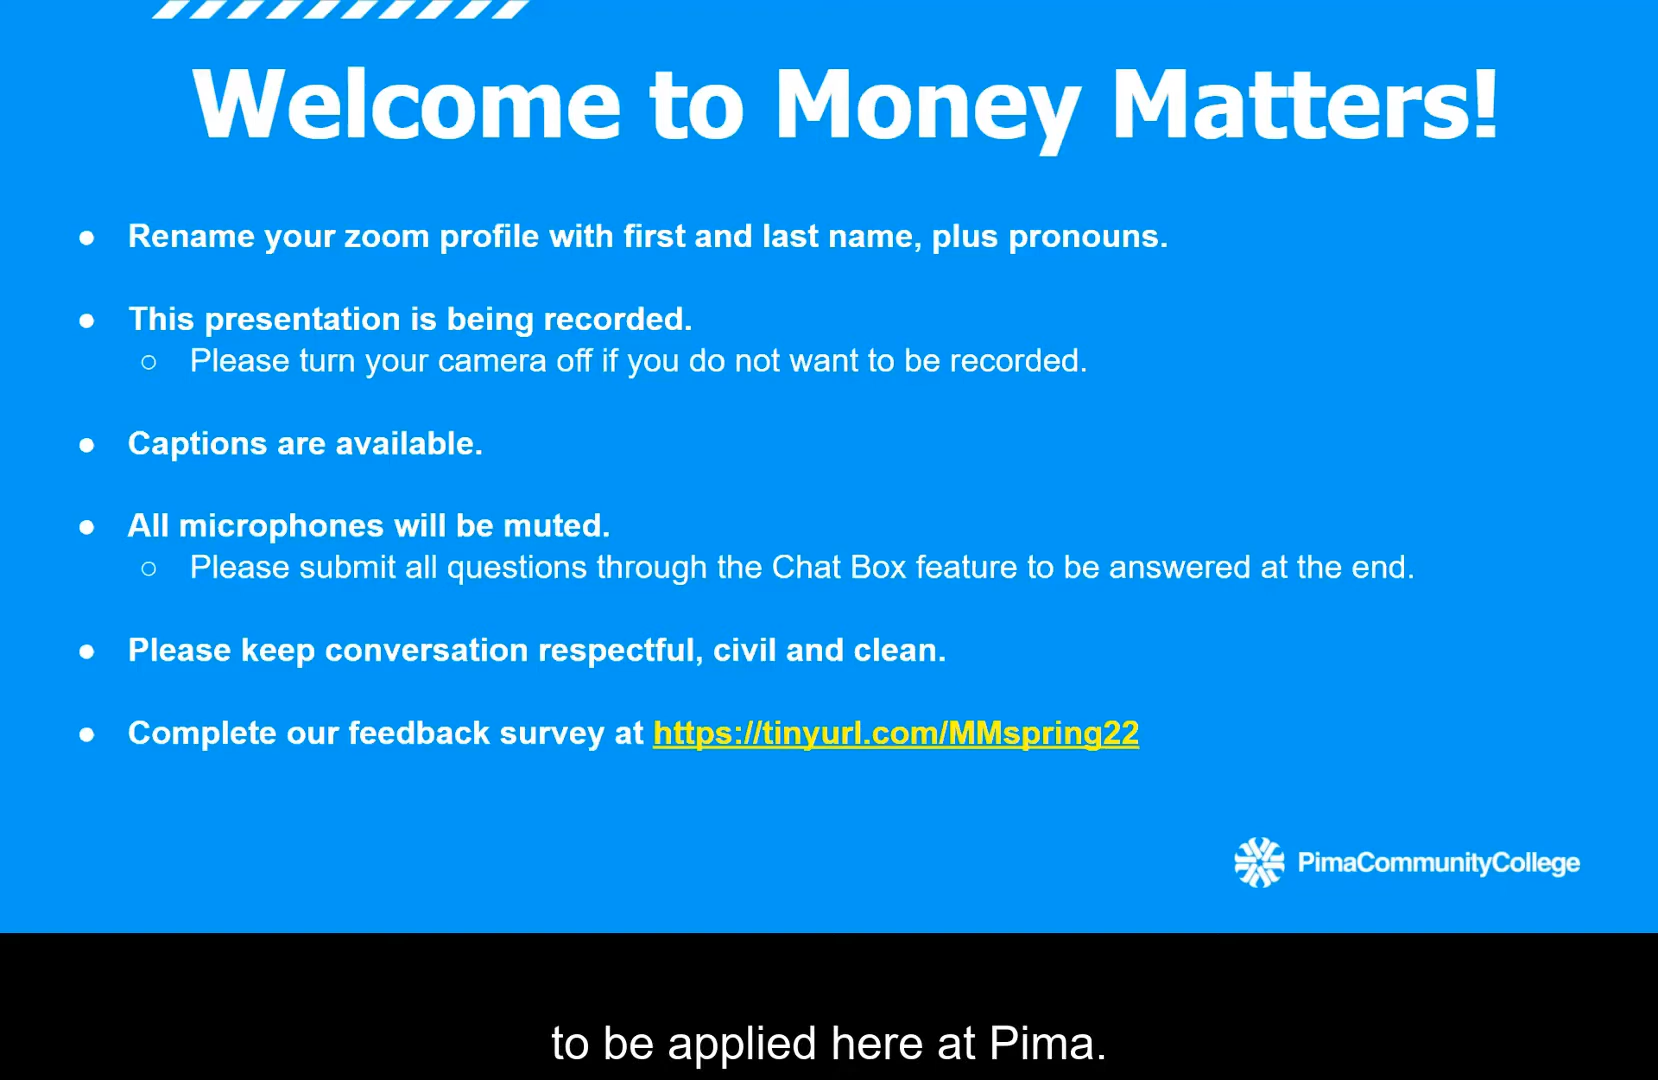 Welcome to Money Matters!
● Rename your zoom profile with first and last name, plus pronouns.
● This presentation is being recorded.
○ Please turn your camera off if you do not want to be recorded.
● Captions are available.
● All microphones will be muted.
○ Please submit all questions through the Chat Box feature to be answered at the end.
● Please keep conversation respectful, civil and clean.
● Complete our feedback survey at https://tinyurl.com/MMspring22
PimaCommunityCollege
to be applied here at Pima.